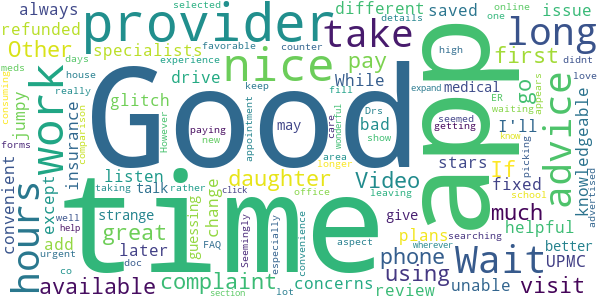 always
refunded
Other
specialists
provider
take
different
saved
issue
selected
details
online
one
long
meds
days
house
really
jumpy
work
hours
insurance
consuming
comparison
experience
favorable
However
drive
nice
pay
counter
keep
fill
wonderful
high
first
didnt
Good
glitch
While
medical
go
expand
ER
waiting
appears
love
paying
new
may
Drs
show
care
bad
app
seemed
getting
I'll
advice
knowledgeable
convenient
forms
except
well
help
urgent
co
listen
talk
appointment
daughter
longer
area
If
stars
fixed
know
picking
school
advertised
taking
rather
office
click
Video
leaving
strange
guessing
change
time
Wait
give
plans
much
helpful
better
add
great
later
FAQ
Seemingly
especially
convenience
aspect
phone
using
searching
wherever
UPMC
available
doc
section
lot
complaint
concerns
review
unable
visit